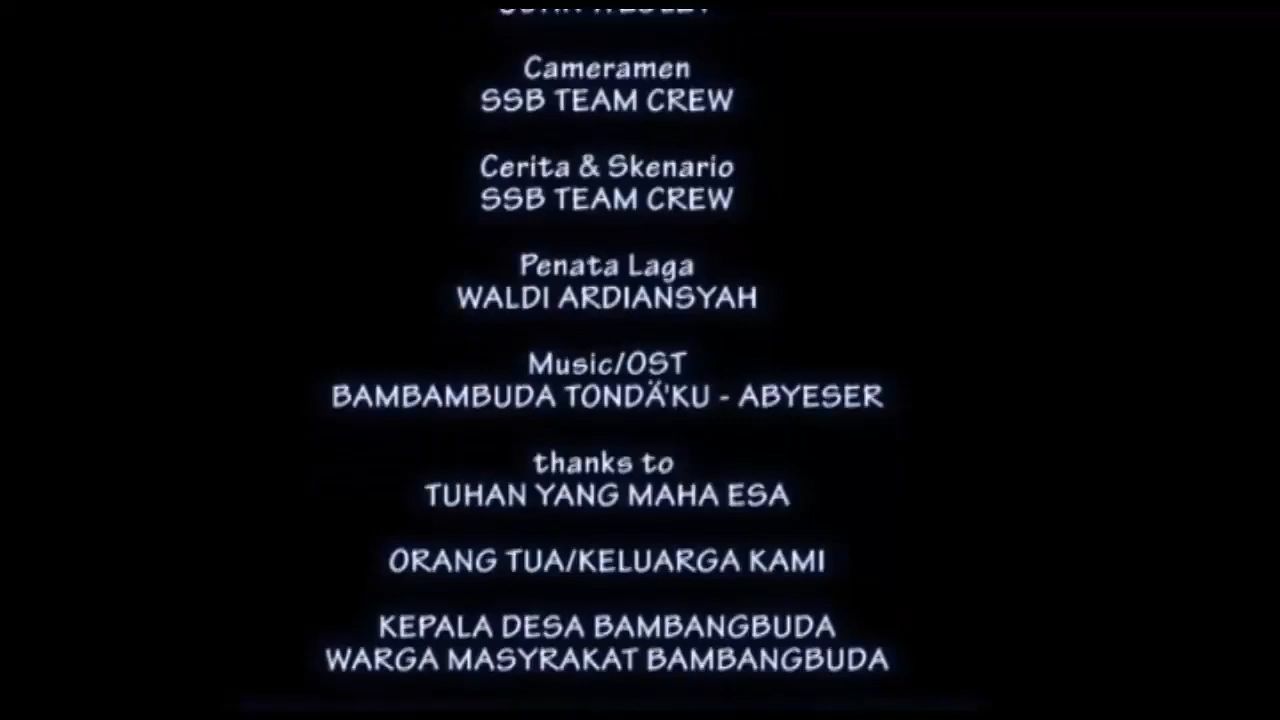 Cameramen
SSB TEAM CREW
Cerita & Skenario
SSB TEAM CREW
Penata Laga
WALDI ARDIANSYAH
Music/OST
BAMBAMBUDA TONDÄ'KU - ABYESER
thanks to
TUHAN YANG MAHA ESA
ORANG TUA/KELUARGA KAMI
KEPALA DESA BAMBANGBUDA
WARGA MASYRAKAT BAMBANGBUDA